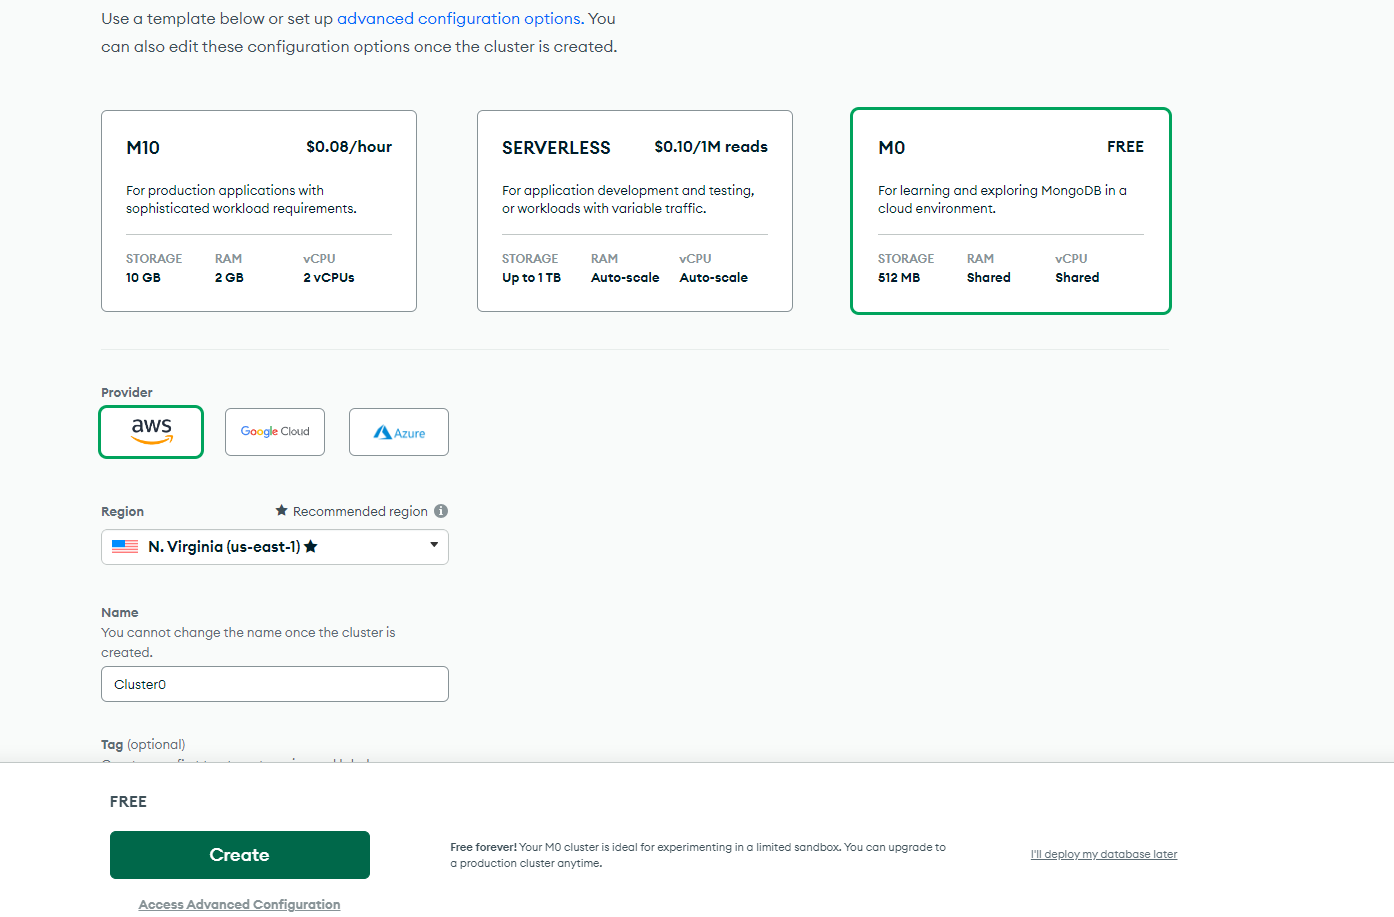 Use a template below or set up advanced configuration options. You
can also edit these configuration options once the cluster is created.
M10 $0.08/hour
For production applications with
sophisticated workload requirements.
STORAGE RAM vCPU
10 GB 2 GB 2 vCPUs
SERVERLESS $0.10/1M reads
For application development and testing,
or workloads with variable traffic.
STORAGE RAM vCPU
Up to 1 TB Auto-scale Auto-scale
M0 FREE
For learning and exploring MongoDB in a
cloud environment.
STORAGE RAM vCPU
512 MB Shared Shared
Provider
aws Google Cloud Azure
Region ★ Recommended region
N. Virginia (us-east-1) ★
Name
You cannot change the name once the cluster is
created.
Cluster0
Tag (optional)
FREE
Create
Access Advanced Configuration
Free forever! Your M0 cluster is ideal for experimenting in a limited sandbox. You can upgrade to
a production cluster anytime.
I'll deploy my database later